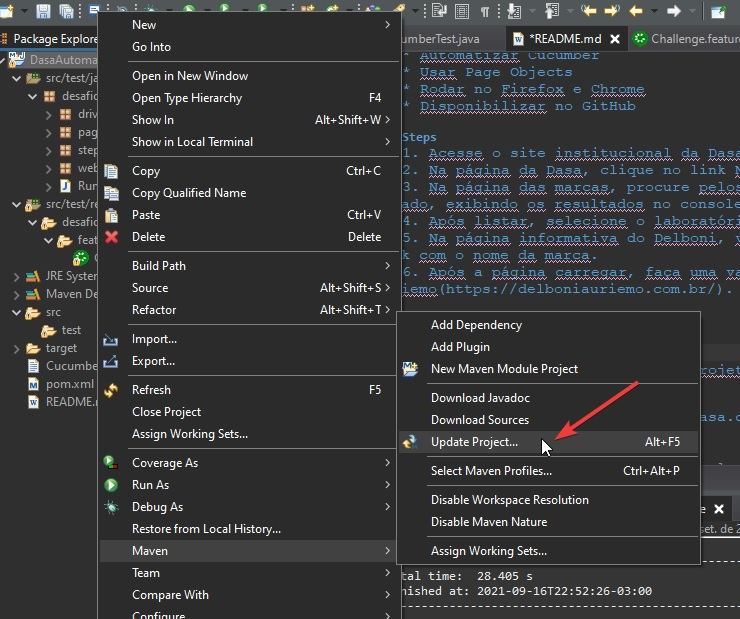 Package Explore
DasaAutoma
src/test/ja
desafio
driv
pag
step
web
Run
src/test/re
desafio
feat
JRE System
Maven De
src
test
target
Cucumbe
pom.xml
README.
New
Go Into
Open in New Window
Open Type Hierarchy F4
Show In Alt+Shift+W
Show in Local Terminal
Copy Ctrl+C
Copy Qualified Name
Paste Ctrl+V
Delete Delete
Build Path
Source Alt+Shift+S
Refactor Alt+Shift+T
Import...
Export...
Refresh F5
Close Project
Assign Working Sets...
Coverage As
Run As
Debug As
Restore from Local History...
Maven
Team
Compare With
Configure
Add Dependency
Add Plugin
New Maven Module Project
Download Javadoc
Download Sources
Update Project... Alt+F5
Select Maven Profiles... Ctrl+Alt+P
Disable Workspace Resolution
Disable Maven Nature
Assign Working Sets...
umberTest.java *README.md Challenge.feature
* Automatizar Cucumber
* Usar Page Objects
* Rodar no Firefox e Chrome
* Disponibilizar no GitHub
Steps
1. Acesse o site institucional da Dasa
2. Na página da Dasa, clique no link N
3. Na página das marcas, procure pelos
ado, exibindo os resultados no console
4. Após listar, selecione o laboratóri
5. Na página informativa do Delboni, v
k com o nome da marca.
6. Após a página carregar, faça uma va
iemo(https://delboniauriemo.com.br/).
rojet
asa.c
set. de 2
tal time: 28.405 s
nished at: 2021-09-16T22:52:26-03:00